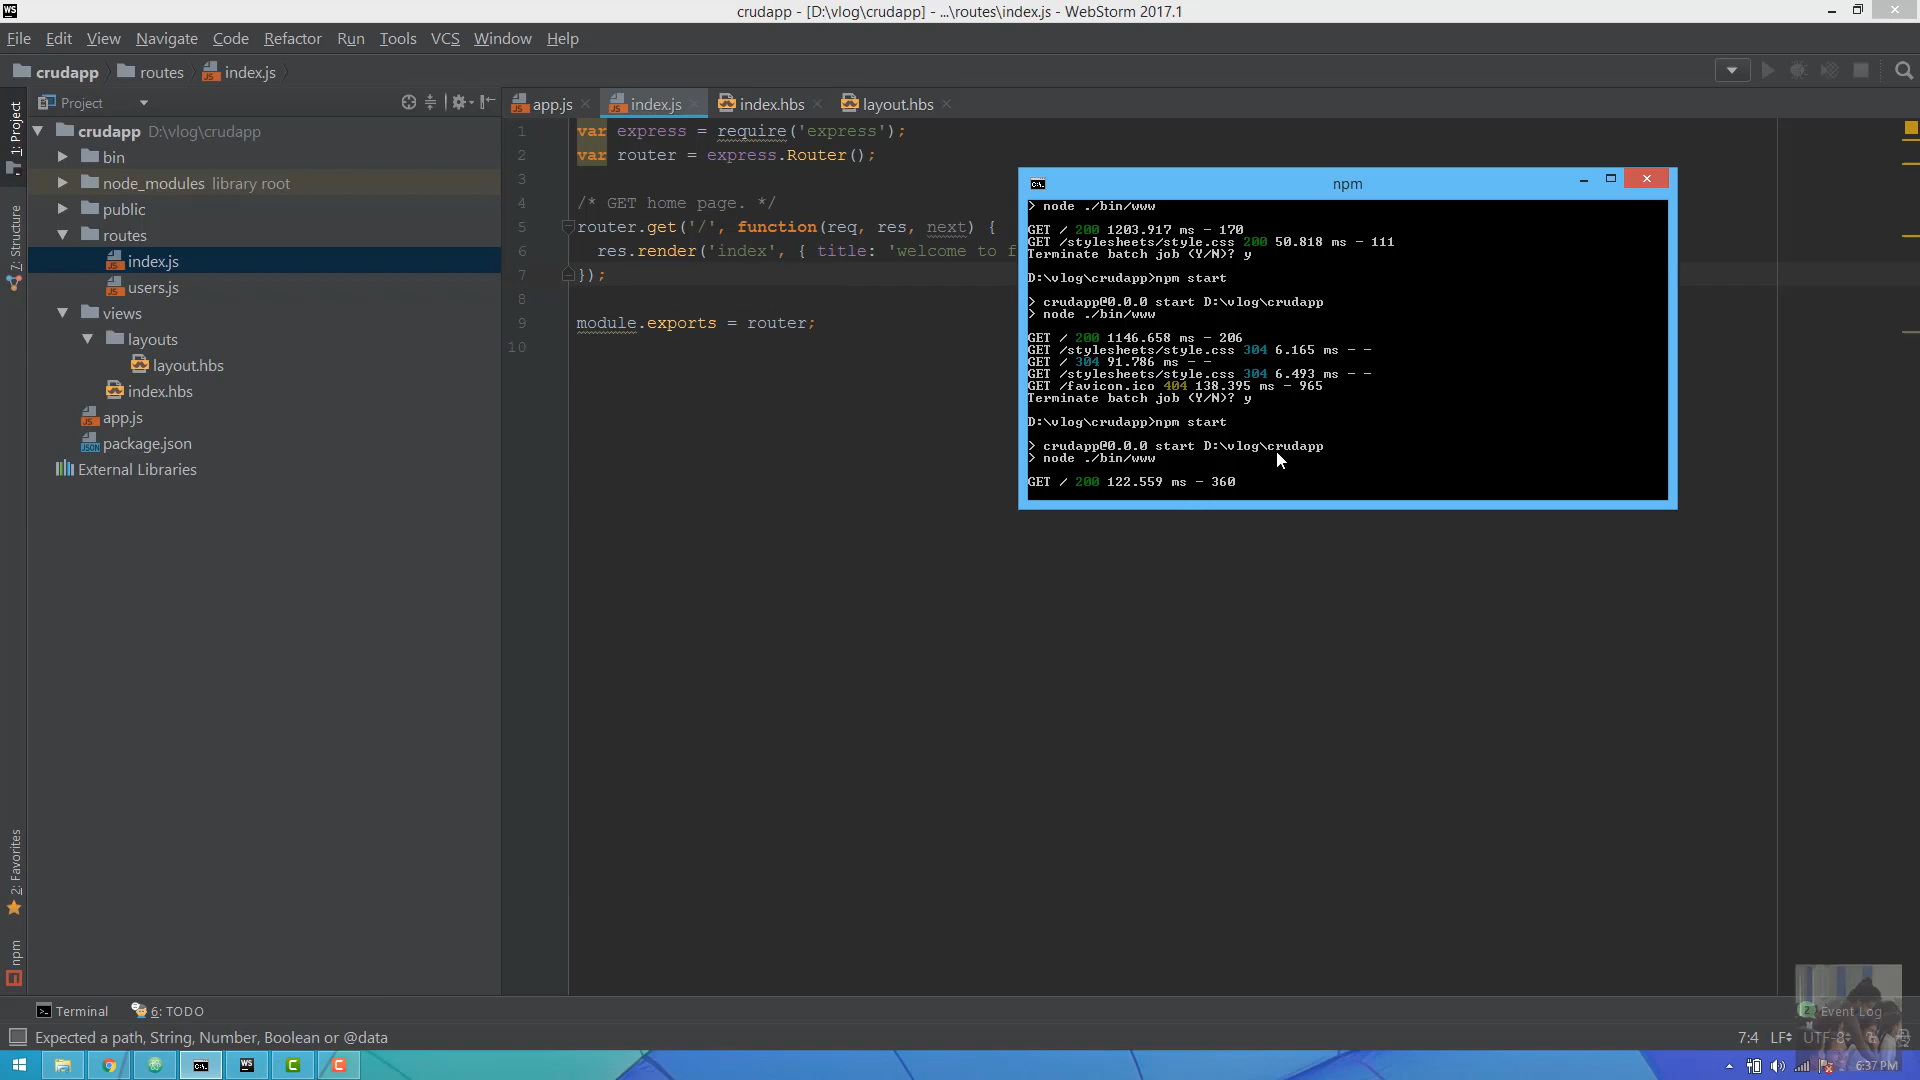 crudapp - [D:\vlog\crudapp] - ...\routes\index.js - WebStorm 2017.1
File Edit View Navigate Code Refactor Run Tools VCS Window Help
crudapp routes index.js
1: Project
Z: Structure
2: Favorites
npm
Project
crudapp D:\vlog\crudapp
bin
node_modules library root
public
routes
index.js
users.js
views
layouts
layout.hbs
index.hbs
app.js
package.json
External Libraries
app.js index.js index.hbs layout.hbs
1 var express = require('express');
2 var router = express.Router();
3
4 /* GET home page. */
5 router.get('/', function(req, res, next) {
6 res.render('index', { title: 'welcome to f
7 });
8
9 module.exports = router;
10
npm
> node ./bin/www
GET / 200 1203.917 ms - 170
GET /stylesheets/style.css 200 50.818 ms - 111
Terminate batch job (Y/N)? y
D:\vlog\crudapp>npm start
> crudapp@0.0.0 start D:\vlog\crudapp
> node ./bin/www
GET / 200 1146.658 ms - 206
GET /stylesheets/style.css 304 6.165 ms - -
GET / 304 91.786 ms - -
GET /stylesheets/style.css 304 6.493 ms - -
GET /favicon.ico 404 138.395 ms - 965
Terminate batch job (Y/N)? y
D:\vlog\crudapp>npm start
> crudapp@0.0.0 start D:\vlog\crudapp
> node ./bin/www
GET / 200 122.559 ms - 360
Terminal 6: TODO
Event Log
Expected a path, String, Number, Boolean or @data
7:4 LF UTF-8
6:37 PM